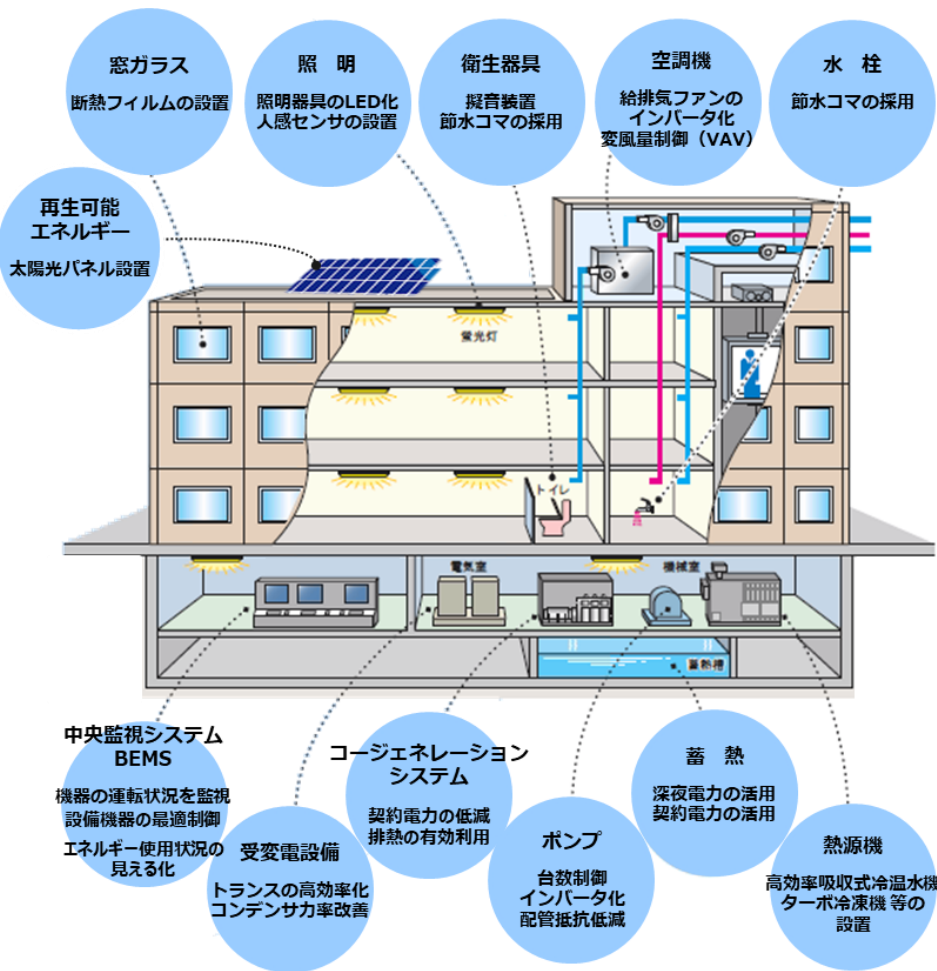 窓ガラス
断熱フィルムの設置
照　明
照明器具のLED化
人感センサの設置
衛生器具
擬音装置
節水コマの採用
空調機
給排気ファンの
インバータ化
変風量制御（VAV）
水　栓
節水コマの採用
再生可能
エネルギー
太陽光パネル設置
蛍光灯
トイレ
電気室
機械室
蓄熱槽
中央監視システム
BEMS
機器の運転状況を監視
設備機器の最適制御
エネルギー使用状況の
見える化
受変電設備
トランスの高効率化
コンデンサ力率改善
コージェネレーション
システム
契約電力の低減
排熱の有効利用
ポンプ
台数制御
インバータ化
配管抵抗低減
蓄　熱
深夜電力の活用
契約電力の活用
熱源機
高効率吸収式冷温水機
ターボ冷凍機 等の
設置